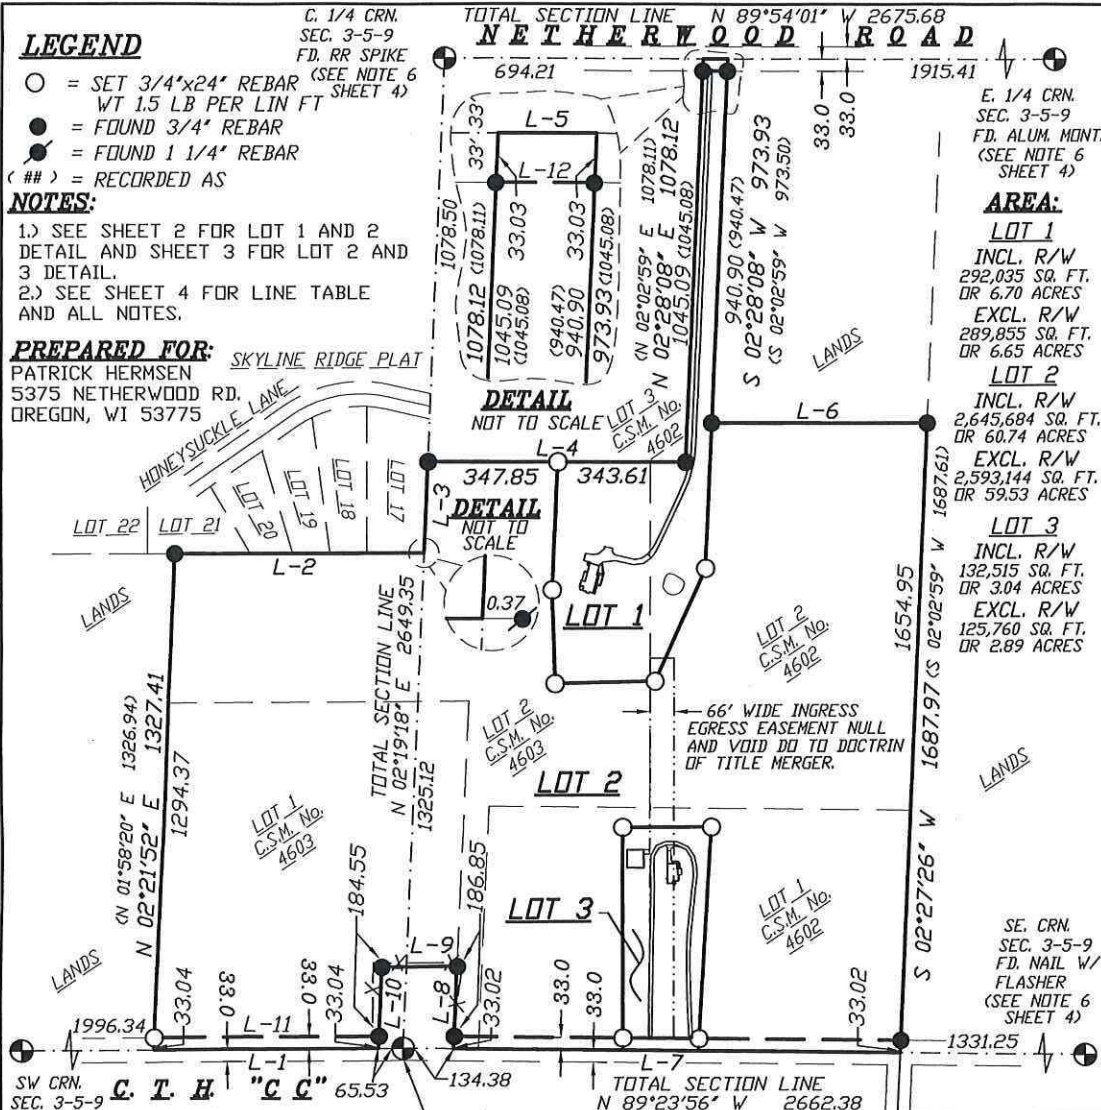 C. 1/4 CRN.
SEC. 3-5-9
FD. RR SPIKE
(SEE NOTE 6
SHEET 4)
TOTAL SECTION LINE N 89°54'01" W 2675.68
NETHERWOOD ROAD
694.21
1915.41
33.0
33.0
E. 1/4 CRN.
SEC. 3-5-9
FD. ALUM. MONT.
(SEE NOTE 6
SHEET 4)
LEGEND
= SET 3/4"x24" REBAR
WT 1.5 LB PER LIN FT
= FOUND 3/4" REBAR
= FOUND 1 1/4" REBAR
( ## ) = RECORDED AS
NOTES:
1.) SEE SHEET 2 FOR LOT 1 AND 2
DETAIL AND SHEET 3 FOR LOT 2 AND
3 DETAIL.
2.) SEE SHEET 4 FOR LINE TABLE
AND ALL NOTES.
PREPARED FOR:
PATRICK HERMSEN
5375 NETHERWOOD RD.
OREGON, WI 53775
SKYLINE RIDGE PLAT
HONEYSUCKLE LANE
LOT 22
LOT 21
LOT 20
LOT 19
LOT 18
LOT 17
1078.50
L-5
33' 33'
L-12
33.03
33.03
1078.12 (1078.11)
1045.09
(1045.08)
(940.47)
940.90
973.93 (1045.08)
DETAIL
NOT TO SCALE
(N 02°02'59" E 1078.11)
N 02°28'08" E 1078.12
1045.09 (1045.08)
940.90 (940.47)
S 02°28'08" W 973.93
(S 02°02'59" W 973.50)
LANDS
LOT 3
C.S.M. No.
4602
L-4
L-6
347.85
343.61
L-3
DETAIL
NOT TO
SCALE
0.37
L-2
LANDS
AREA:
LOT 1
INCL. R/W
292,035 SQ. FT.
OR 6.70 ACRES
EXCL. R/W
289,855 SQ. FT.
OR 6.65 ACRES
LOT 2
INCL. R/W
2,645,684 SQ. FT.
OR 60.74 ACRES
EXCL. R/W
2,593,144 SQ. FT.
OR 59.53 ACRES
LOT 3
INCL. R/W
132,515 SQ. FT.
OR 3.04 ACRES
EXCL. R/W
125,760 SQ. FT.
OR 2.89 ACRES
LOT 1
LOT 2
C.S.M. No.
4602
1654.95
S 02°27'26" W 1687.97 (S 02°02'59" W 1687.61)
TOTAL SECTION LINE
N 02°19'18" E 2649.35
1325.12
LOT 2
C.S.M. No.
4603
66' WIDE INGRESS
EGRESS EASEMENT NULL
AND VOID DO TO DOCTRIN
OF TITLE MERGER.
LANDS
LOT 2
(N 01°58'20" E 1326.94)
N 02°21'52" E 1327.41
1294.37
LOT 1
C.S.M. No.
4603
184.55
186.85
LOT 3
LOT 1
C.S.M. No.
4602
LANDS
L-9
L-10
L-8
33.04
33.0
33.0
33.04
33.02
33.0
33.0
33.02
L-11
1996.34
L-1
L-7
1331.25
SE. CRN.
SEC. 3-5-9
FD. NAIL W/
FLASHER
(SEE NOTE 6
SHEET 4)
SW CRN.
SEC. 3-5-9
C. T. H. "C C"
65.53
134.38
TOTAL SECTION LINE
N 89°23'56" W 2662.38